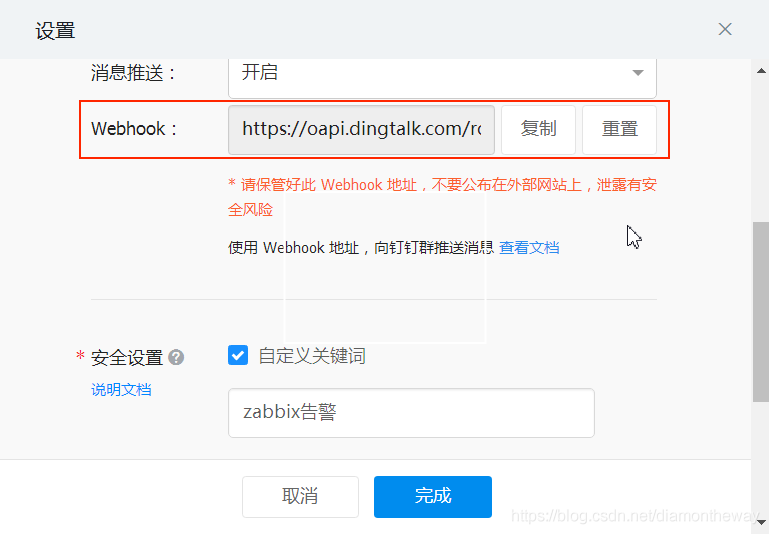 设置
消息推送： 开启
Webhook： https://oapi.dingtalk.com/ro 复制 重置
* 请保管好此 Webhook 地址，不要公布在外部网站上，泄露有安
全风险
使用 Webhook 地址，向钉钉群推送消息 查看文档
* 安全设置 ? 自定义关键词
说明文档
zabbix告警
取消 完成
https://blog.csdn.net/diamontheway